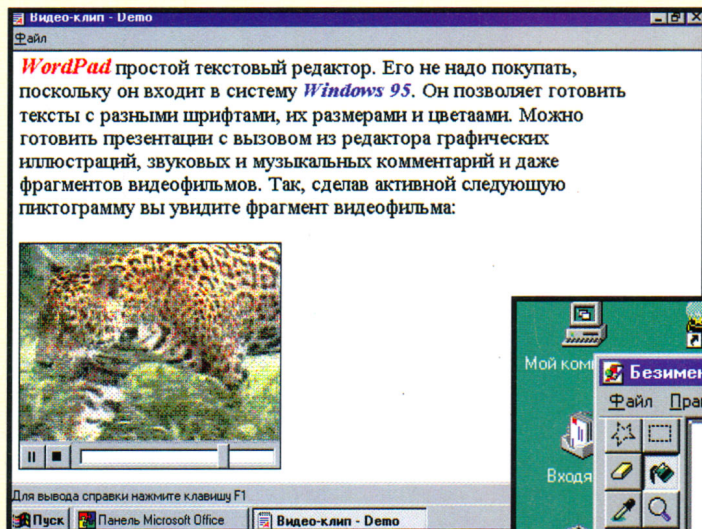 Видео-клип - Demo
Файл
WordPad простой текстовый редактор. Его не надо покупать,
поскольку он входит в систему Windows 95. Он позволяет готовить
тексты с разными шрифтами, их размерами и цветаами. Можно
готовить презентации с вызовом из редактора графических
иллюстраций, звуковых и музыкальных комментарий и даже
фрагментов видеофильмов. Так, сделав активной следующую
пиктограмму вы увидите фрагмент видеофильма:
Мой ком
Безимен
Файл Пра
Входя
Для вывода справки нажмите клавишу F1
Пуск Панель Microsoft Office Видео-клип - Demo